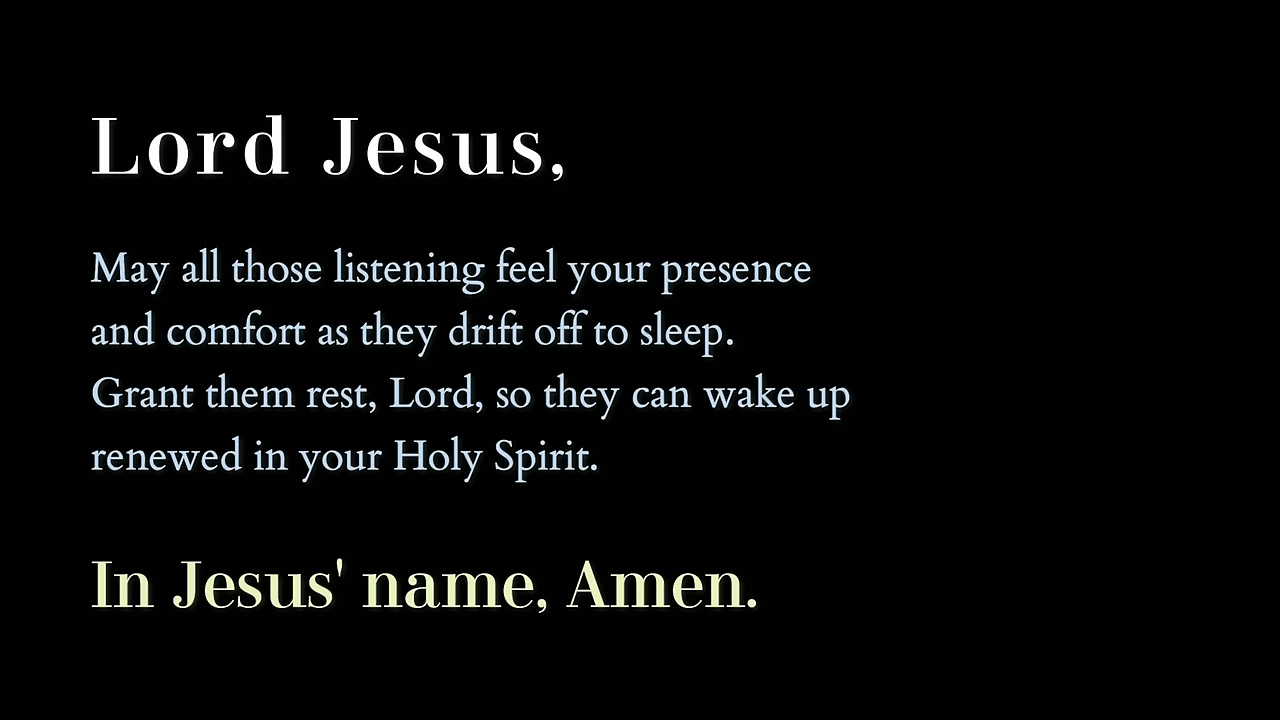 Lord Jesus,
May all those listening feel your presence
and comfort as they drift off to sleep.
Grant them rest, Lord, so they can wake up
renewed in your Holy Spirit.
In Jesus' name, Amen.